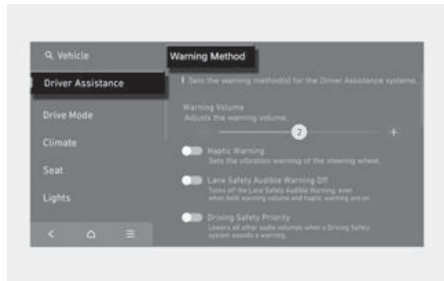 Vehicle
Warning Method
Driver Assistance
Sets the warning method(s) for the Driver Assistance systems.
Warning Volume
Adjusts the warning volume.
Drive Mode
2
+
Climate
Haptic Warning
Sets the vibration warning of the steering wheel.
Seat
Lane Safety Audible Warning Off
Turns off the Lane Safety Audible Warning, even
when both warning volume and haptic warning are on.
Lights
Driving Safety Priority
Lowers all other audio volumes when a Driving Safety
system sounds a warning.